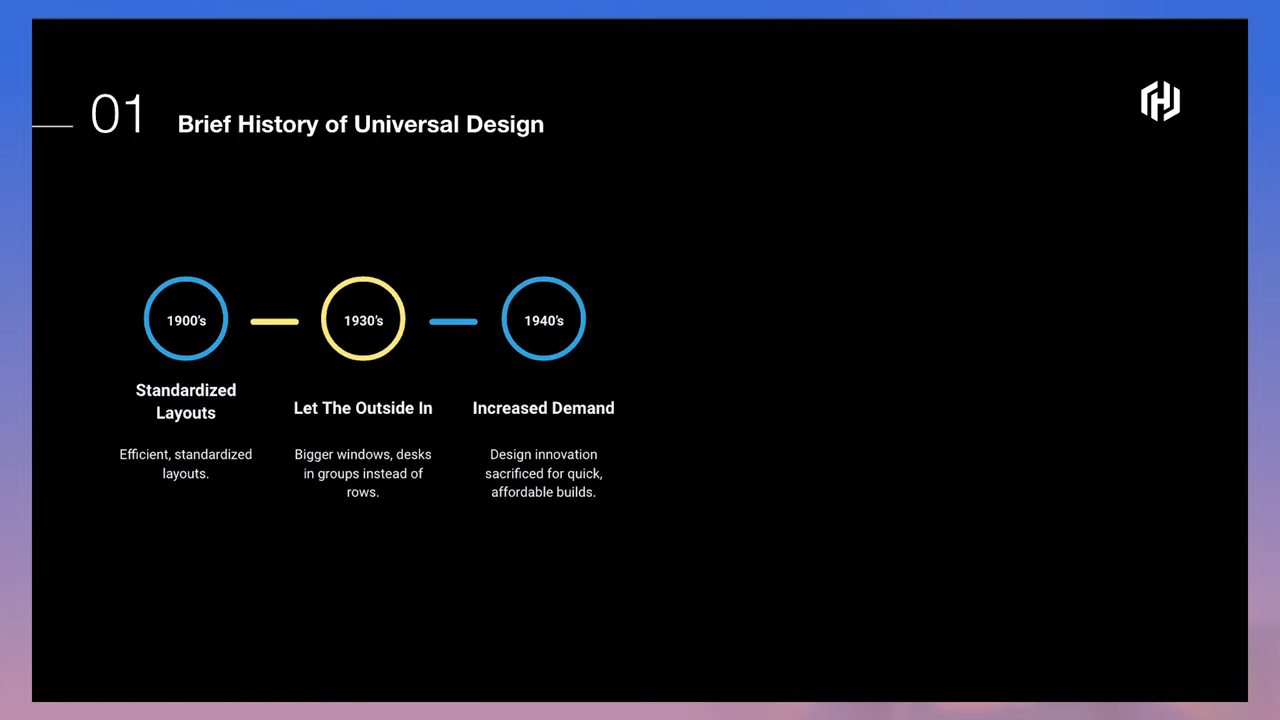 01 Brief History of Universal Design
1900's
1930's
1940's
Standardized
Layouts
Let The Outside In
Increased Demand
Efficient, standardized
layouts.
Bigger windows, desks
in groups instead of
rows.
Design innovation
sacrificed for quick,
affordable builds.